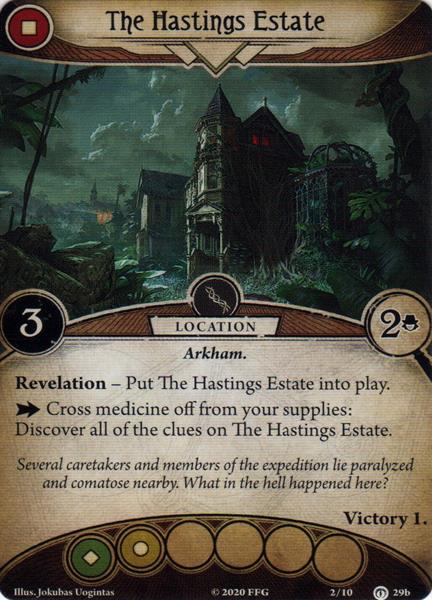 The Hastings Estate
3
LOCATION
2
Arkham.
Revelation – Put The Hastings Estate into play.
Cross medicine off from your supplies:
Discover all of the clues on The Hastings Estate.
Several caretakers and members of the expedition lie paralyzed
and comatose nearby. What in the hell happened here?
Victory 1.
Illus. Jokubas Uogintas © 2020 FFG 2/10 29b